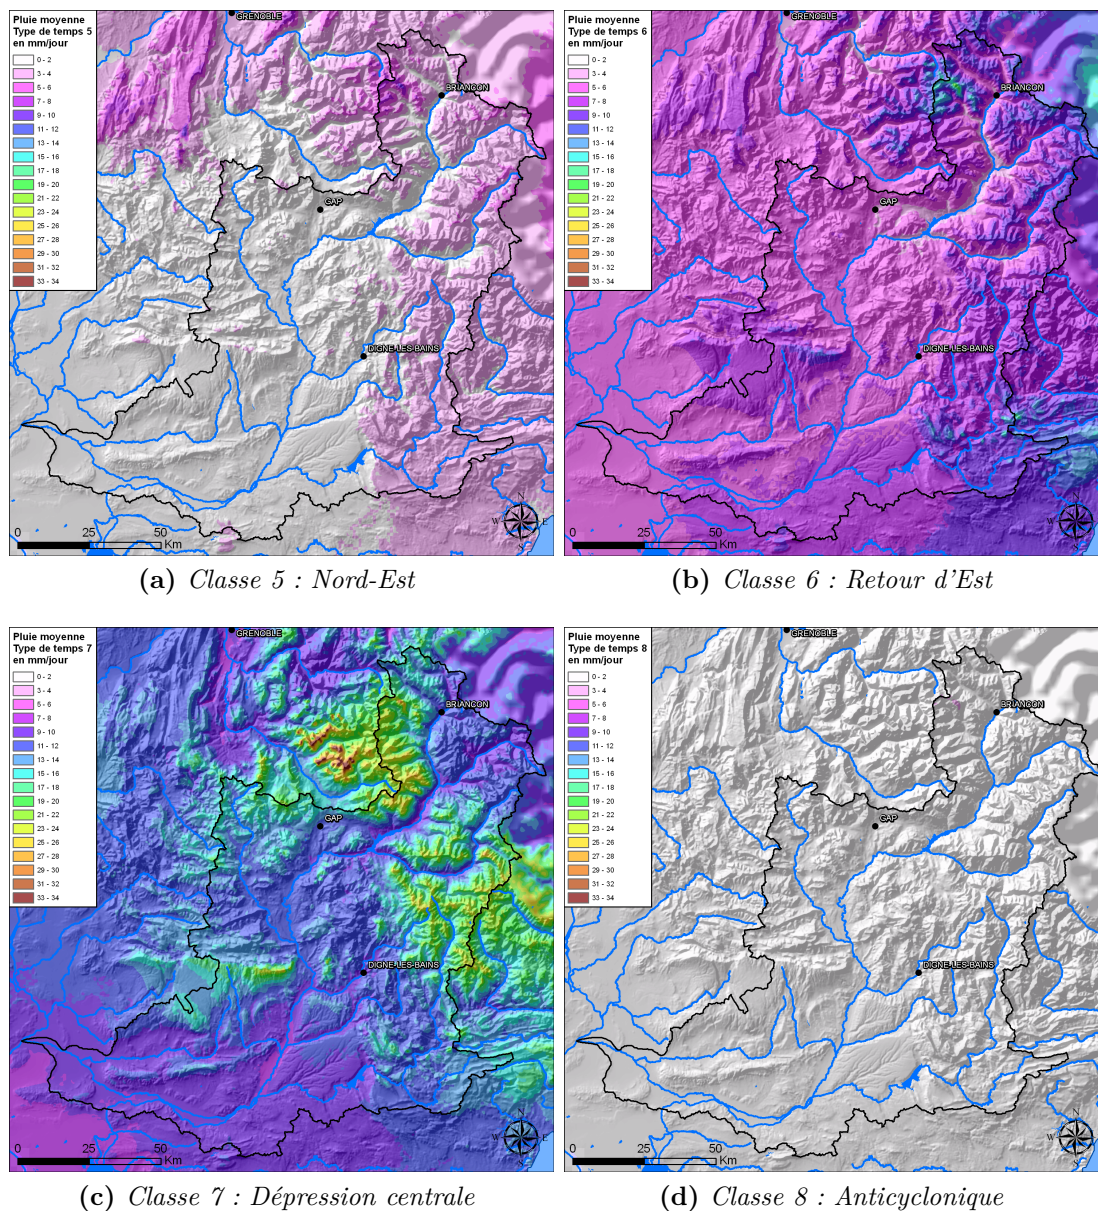 Pluie moyenne
Type de temps 5
en mm/jour
0 - 2
3 - 4
5 - 6
7 - 8
9 - 10
11 - 12
13 - 14
15 - 16
17 - 18
19 - 20
21 - 22
23 - 24
25 - 26
27 - 28
29 - 30
31 - 32
33 - 34
GRENOBLE
BRIANCON
GAP
DIGNE-LES-BAINS
N
W
E
S
0
25
50
Km
(a) Classe 5 : Nord-Est
Pluie moyenne
Type de temps 6
en mm/jour
0 - 2
3 - 4
5 - 6
7 - 8
9 - 10
11 - 12
13 - 14
15 - 16
17 - 18
19 - 20
21 - 22
23 - 24
25 - 26
27 - 28
29 - 30
31 - 32
33 - 34
GRENOBLE
BRIANCON
GAP
DIGNE-LES-BAINS
N
W
E
S
0
25
50
Km
(b) Classe 6 : Retour d'Est
Pluie moyenne
Type de temps 7
en mm/jour
0 - 2
3 - 4
5 - 6
7 - 8
9 - 10
11 - 12
13 - 14
15 - 16
17 - 18
19 - 20
21 - 22
23 - 24
25 - 26
27 - 28
29 - 30
31 - 32
33 - 34
GRENOBLE
BRIANCON
GAP
DIGNE-LES-BAINS
N
W
E
S
0
25
50
Km
(c) Classe 7 : Dépression centrale
Pluie moyenne
Type de temps 8
en mm/jour
0 - 2
3 - 4
5 - 6
7 - 8
9 - 10
11 - 12
13 - 14
15 - 16
17 - 18
19 - 20
21 - 22
23 - 24
25 - 26
27 - 28
29 - 30
31 - 32
33 - 34
GRENOBLE
BRIANCON
GAP
DIGNE-LES-BAINS
N
W
E
S
0
25
50
Km
(d) Classe 8 : Anticyclonique